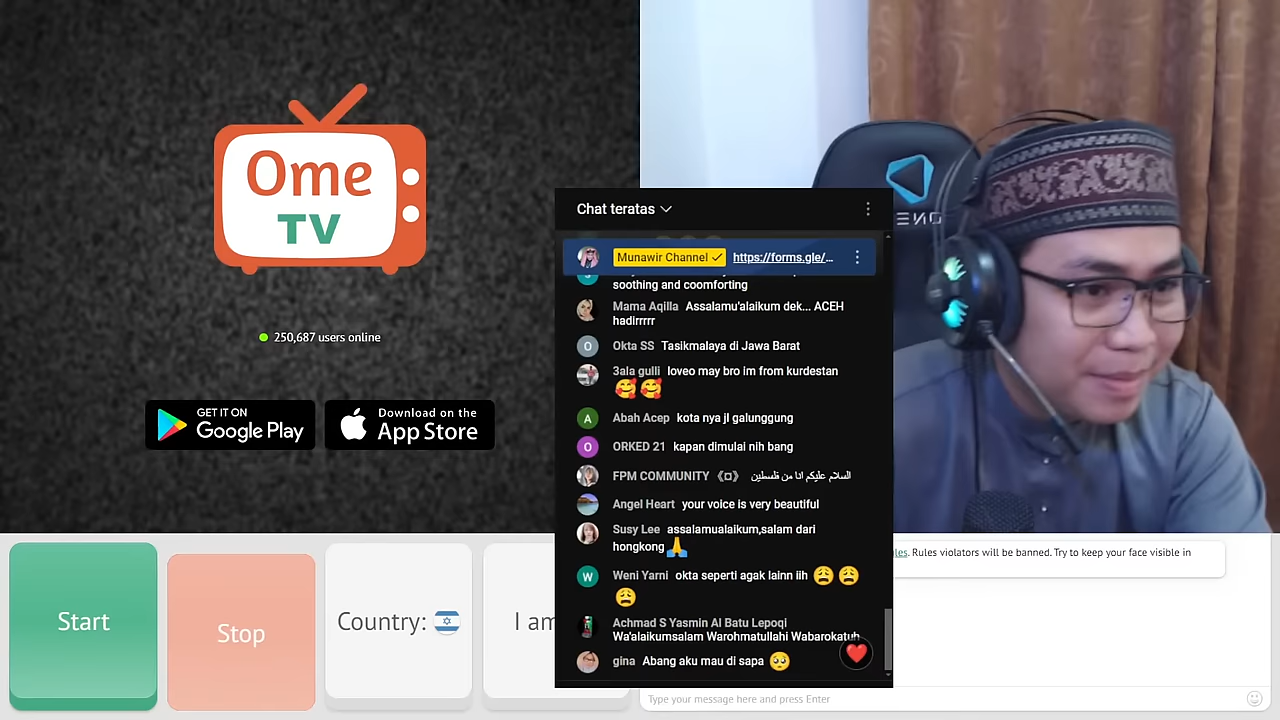 Ome
TV
250,687 users online
GET IT ON
Google Play
Download on the
App Store
Start
Stop
Country:
I am
Chat teratas
Munawir Channel https://forms.gle/...
soothing and coomforting
Mama Aqilla Assalamu'alaikum dek... ACEH
hadirrrrr
Okta SS Tasikmalaya di Jawa Barat
3ala gulli loveo may bro im from kurdestan
Abah Acep kota nya jl galunggung
ORKED 21 kapan dimulai nih bang
FPM COMMUNITY 《¤》 السلام عليكم انا من فلسطين
Angel Heart your voice is very beautiful
Susy Lee assalamualaikum,salam dari
hongkong
Weni Yarni okta seperti agak lainn iih
Achmad S Yasmin Al Batu Lepoqi
Wa'alaikumsalam Warohmatullahi Wabarokatuh
gina Abang aku mau di sapa
O
A
O
W
ONE
les. Rules violators will be banned. Try to keep your face visible in
Type your message here and press Enter